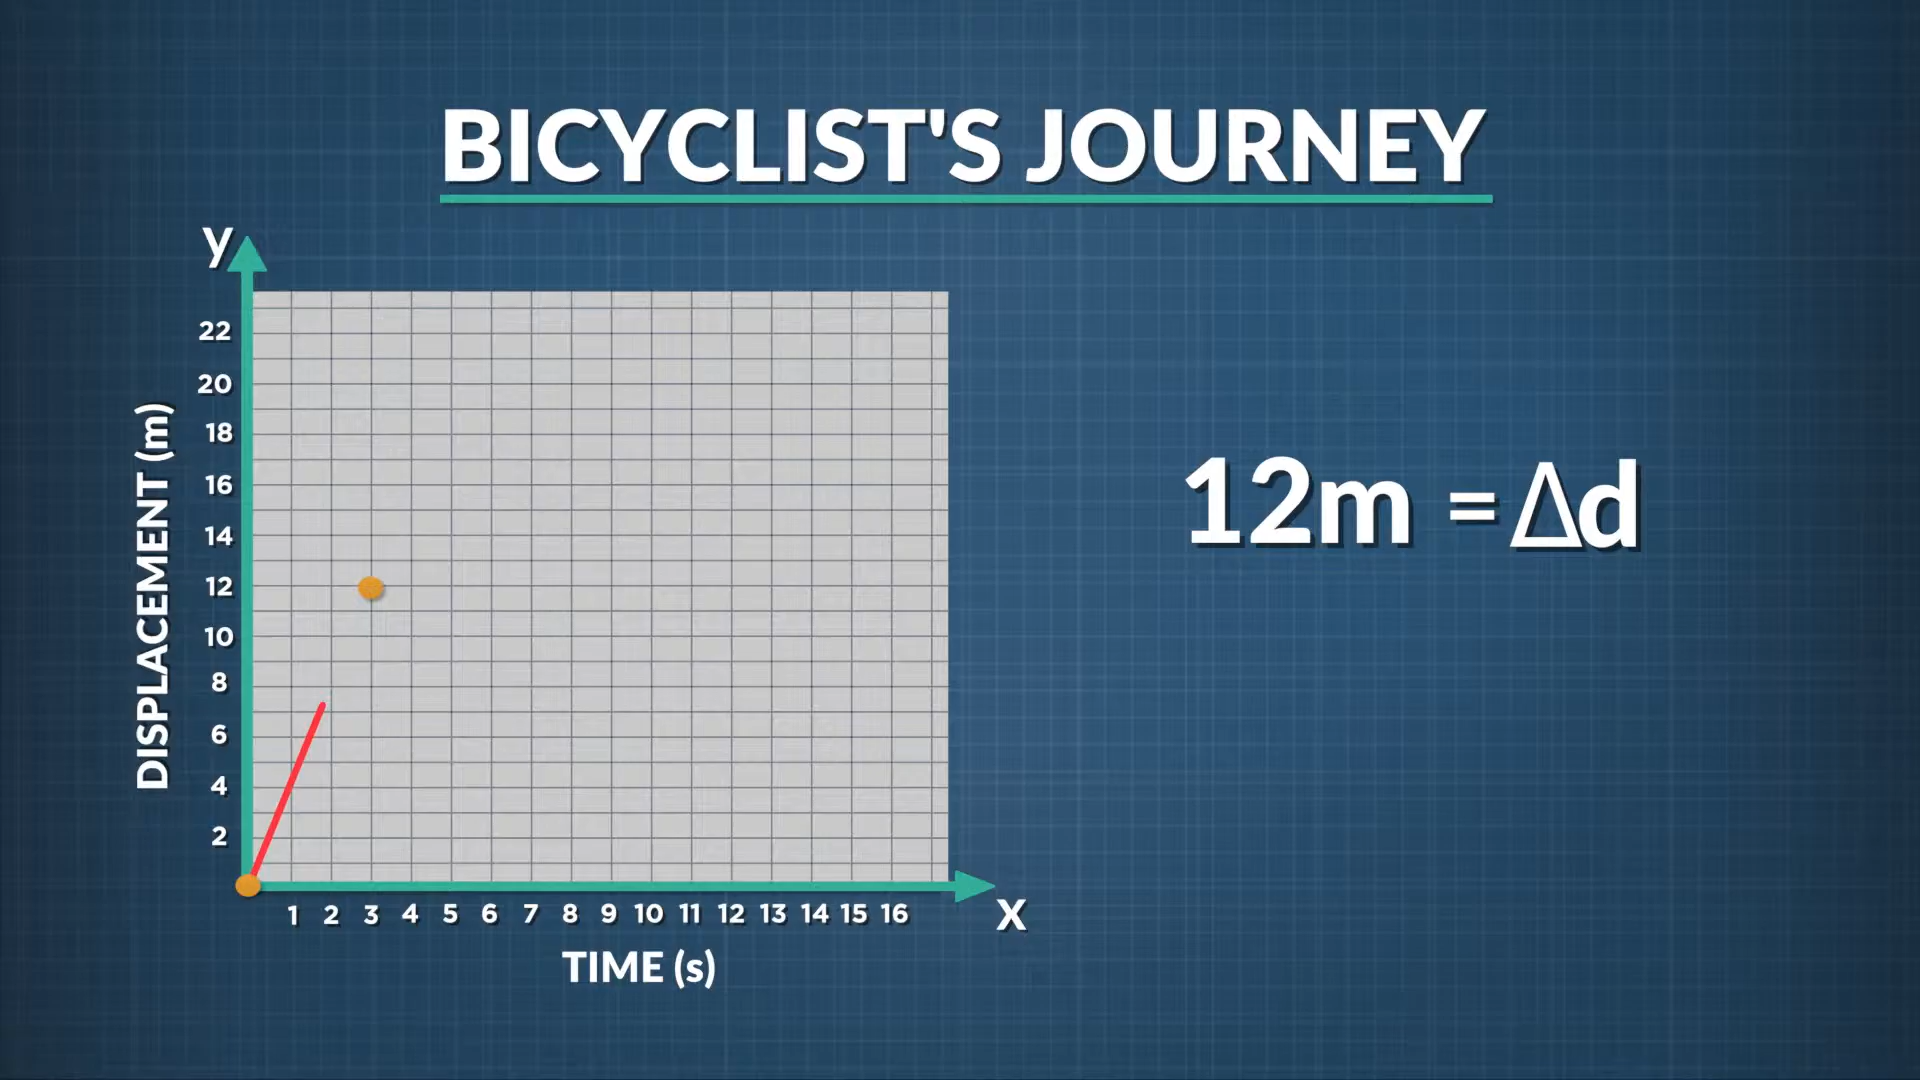 BICYCLIST'S JOURNEY
y
22
20
18
16
14
12
10
8
6
4
2
DISPLACEMENT (m)
1 2 3 4 5 6 7 8 9 10 11 12 13 14 15 16
X
TIME (s)
12m = Δd